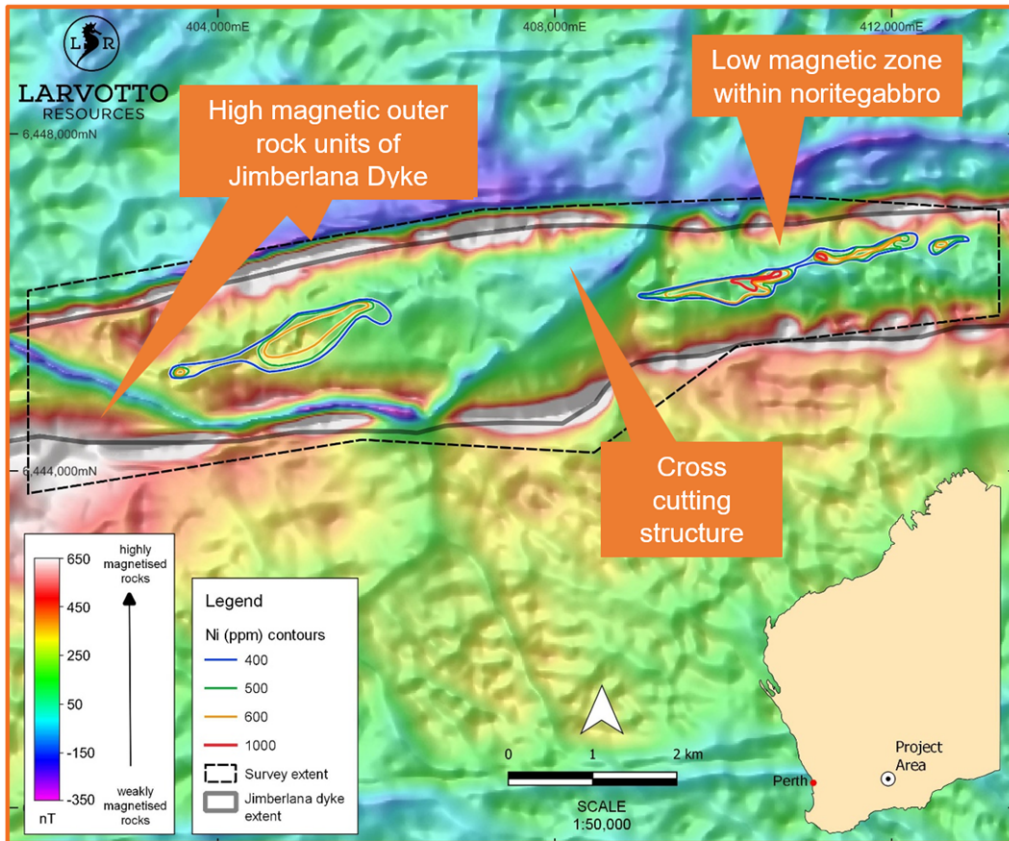 404,000mE
408,000mE
412,000mE
L R
LARVOTTO
RESOURCES
6,448,000mN
High magnetic outer
rock units of
Jimberlana Dyke
Low magnetic zone
within noritegabbro
6,444,000mN
Cross
cutting
structure
650
450
250
50
-150
-350
nT
highly
magnetised
rocks
weakly
magnetised
rocks
Legend
Ni (ppm) contours
400
500
600
1000
Survey extent
Jimberlana dyke
extent
0 1 2 km
SCALE
1:50,000
Perth
Project
Area